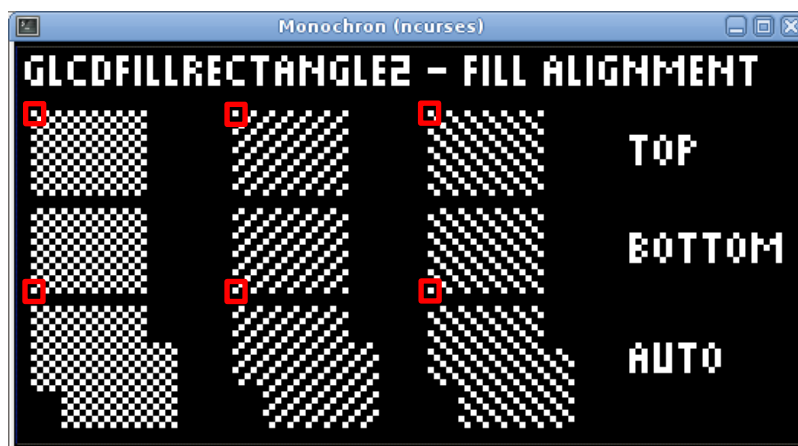 Monochron (ncurses)
GLCDFILLRECTANGLE2 - FILL ALIGNMENT
TOP
BOTTOM
AUTO